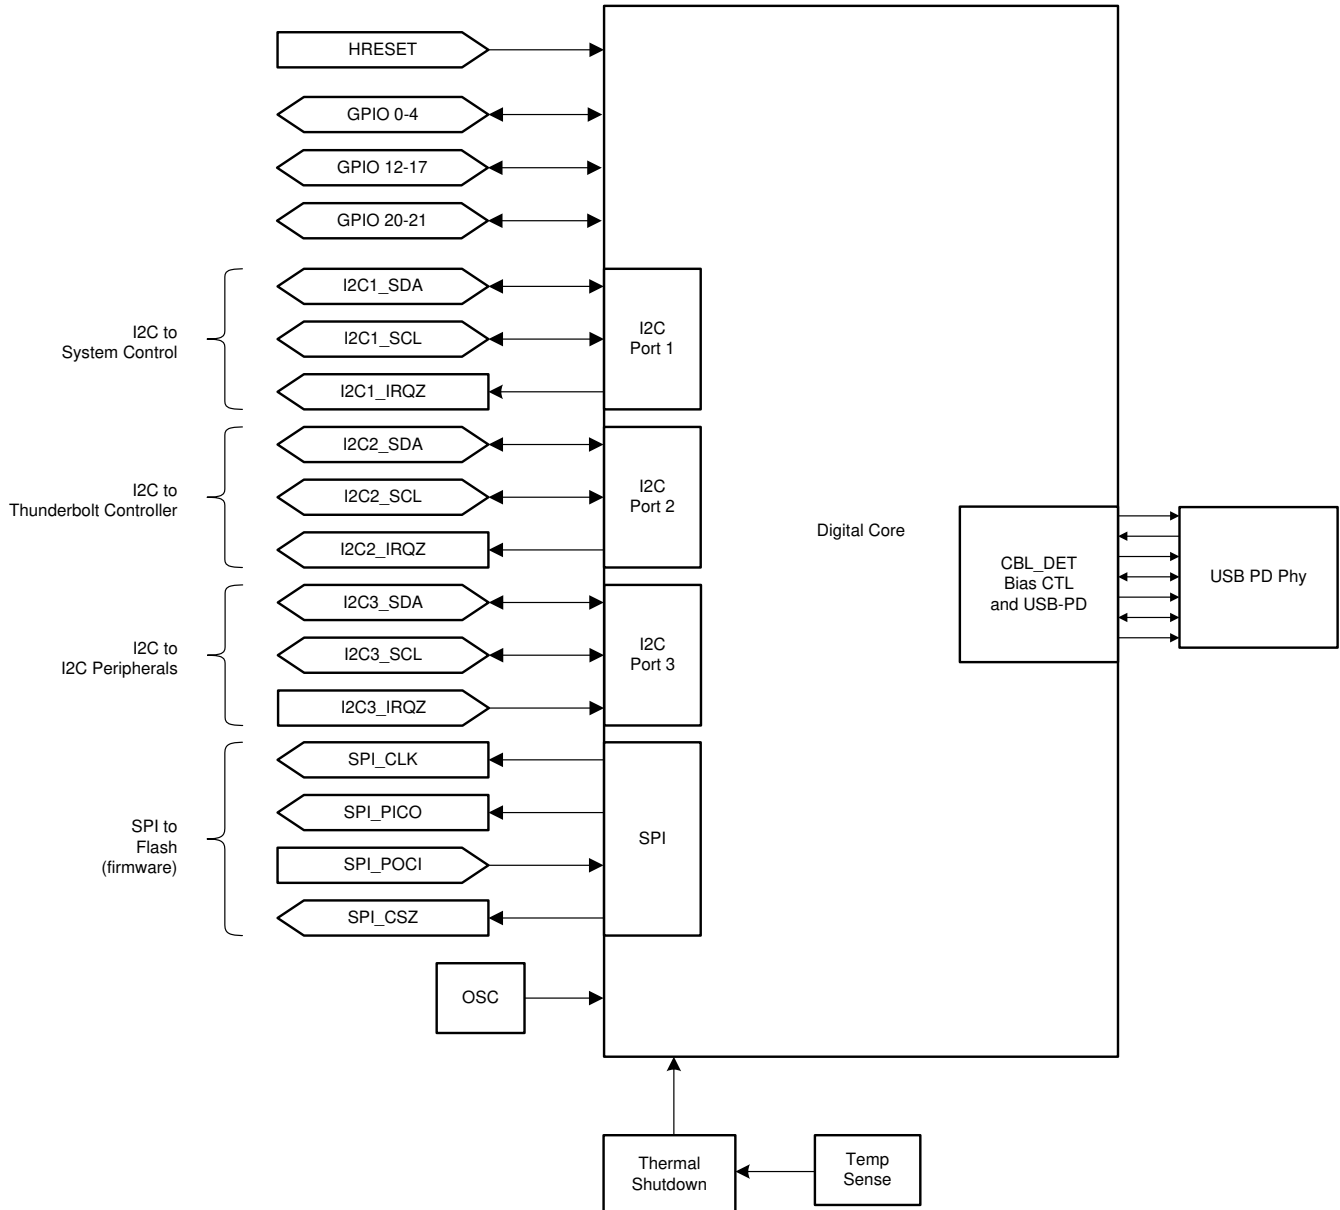 HRESET
GPIO 0-4
GPIO 12-17
GPIO 20-21
I2C to
System Control
I2C1_SDA
I2C1_SCL
I2C1_IRQZ
I2C
Port 1
I2C to
Thunderbolt Controller
I2C2_SDA
I2C2_SCL
I2C2_IRQZ
I2C
Port 2
Digital Core
CBL_DET
Bias CTL
and USB-PD
USB PD Phy
I2C to
I2C Peripherals
I2C3_SDA
I2C3_SCL
I2C3_IRQZ
I2C
Port 3
SPI to
Flash
(firmware)
SPI_CLK
SPI_PICO
SPI_POCI
SPI_CSZ
SPI
OSC
Thermal
Shutdown
Temp
Sense